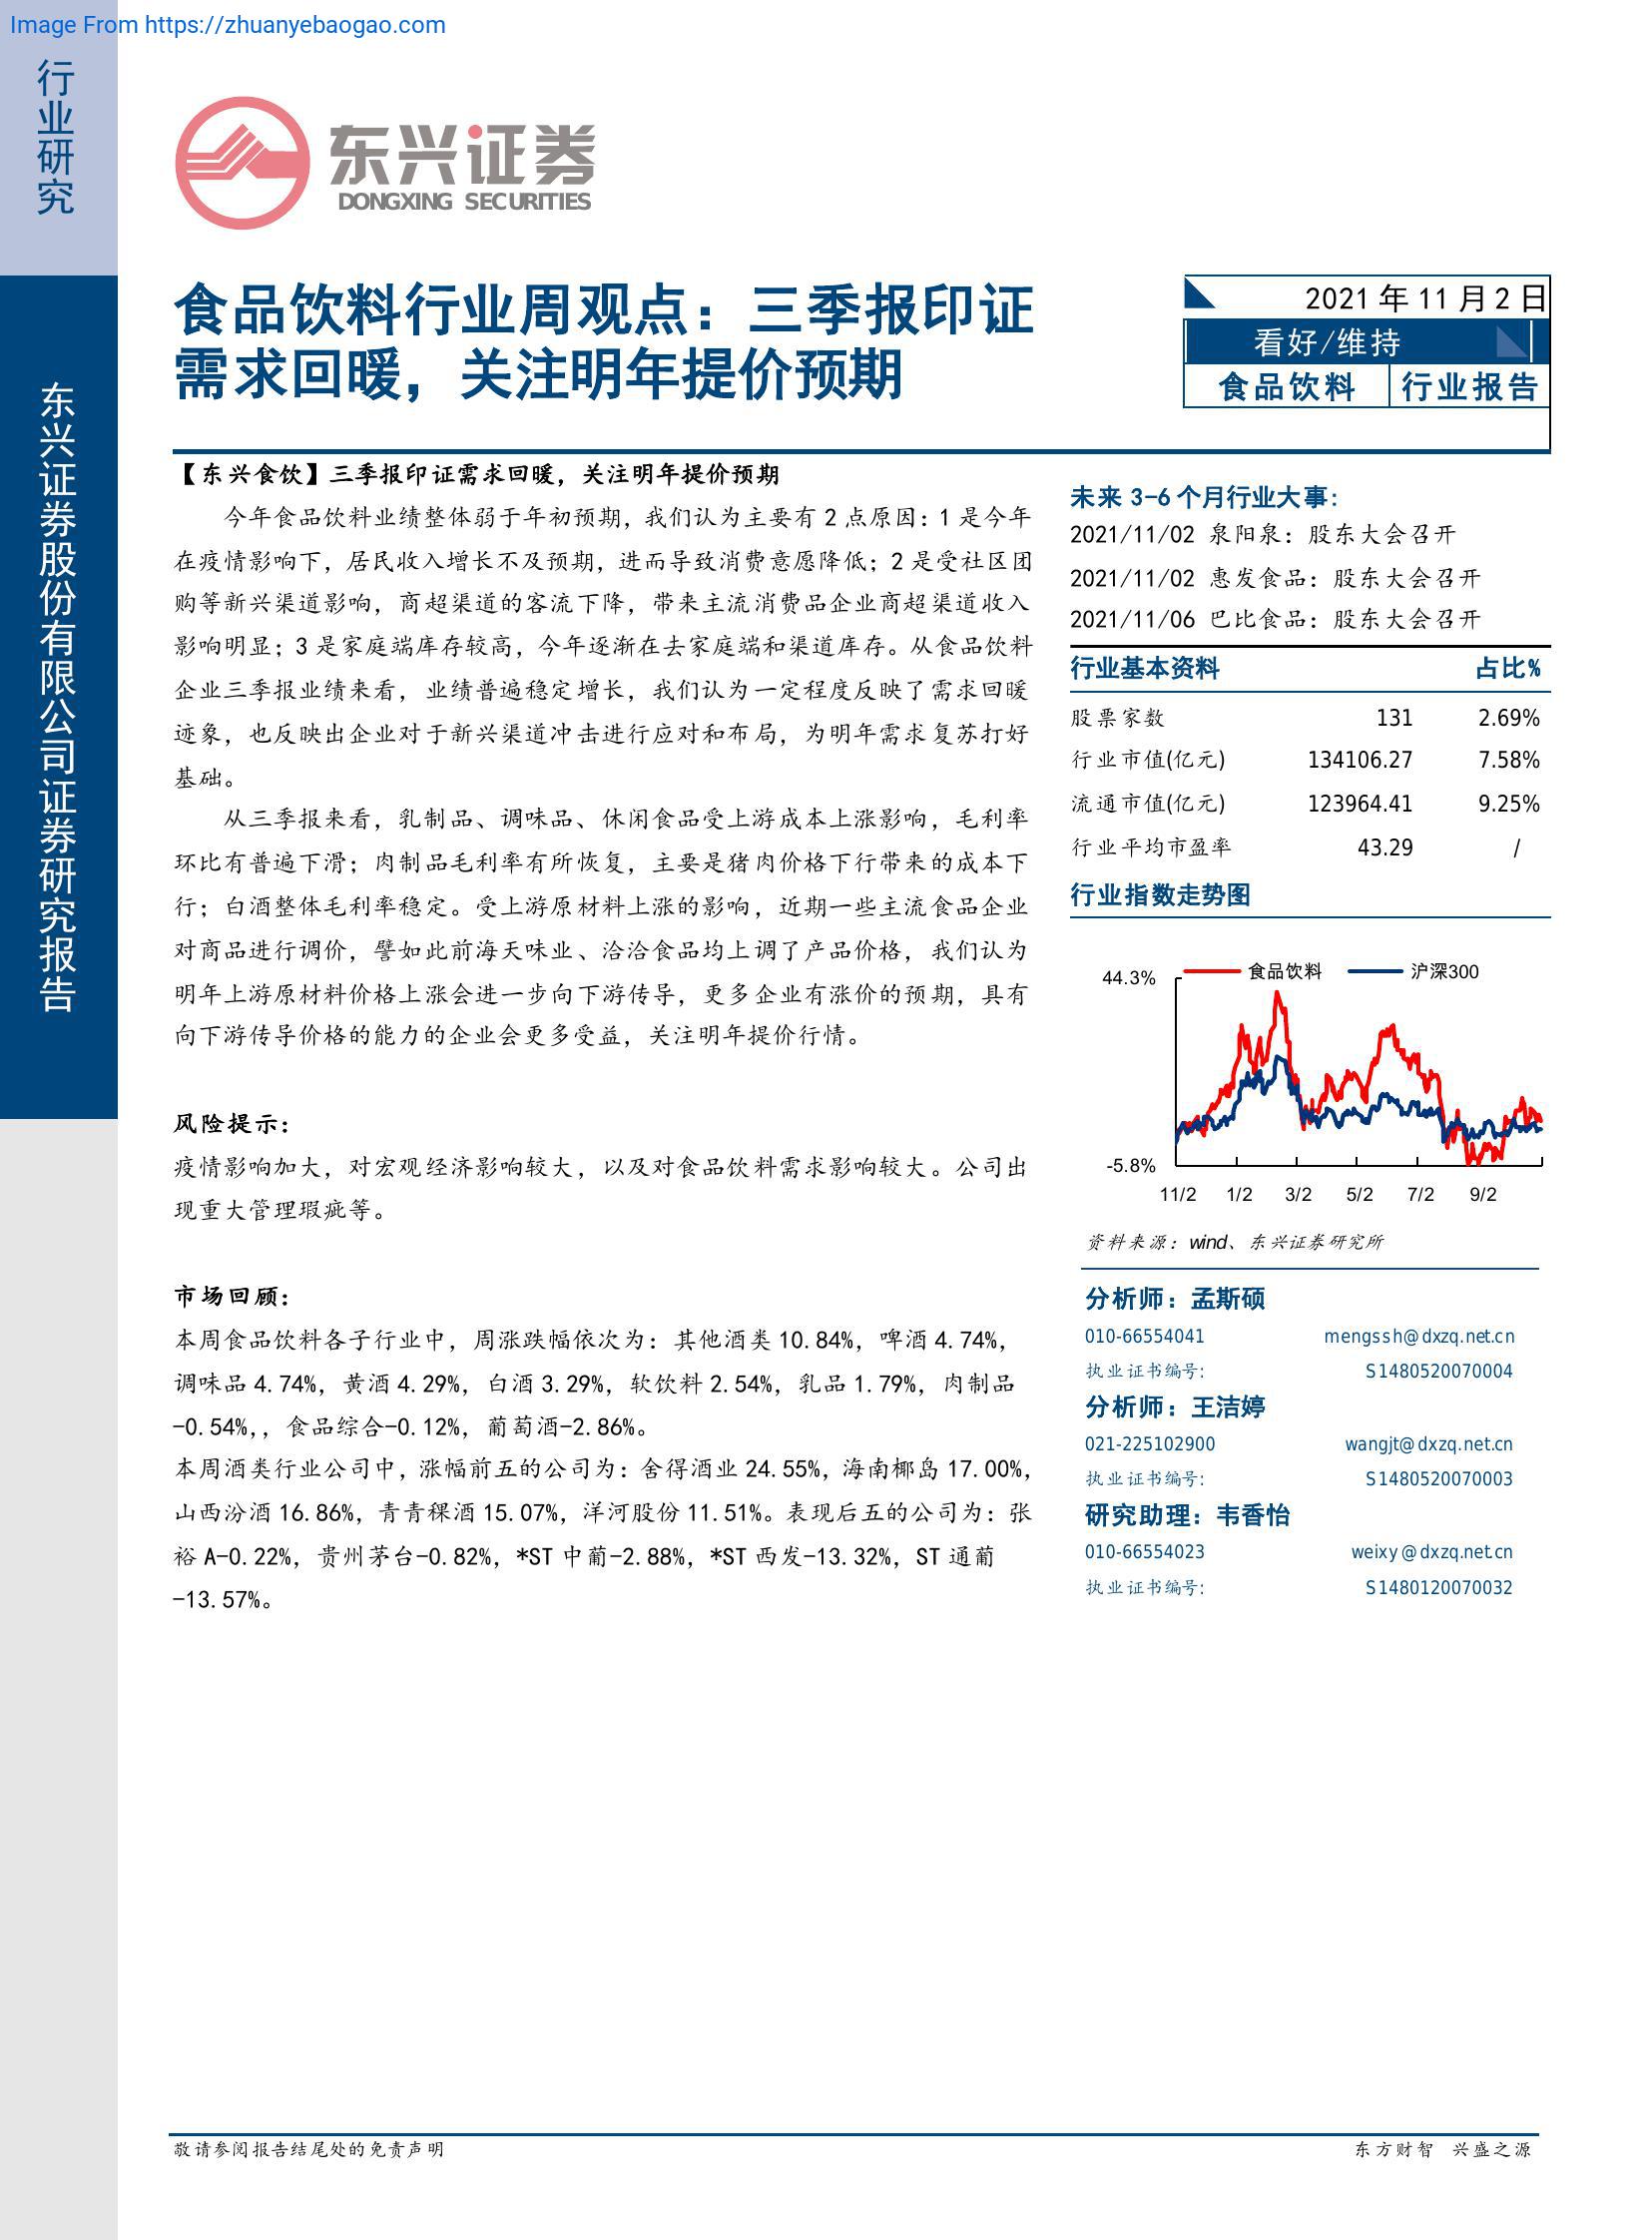 Image From https://zhuanyebaogao.com
行业研究
东兴证券股份有限公司证券研究报告
东兴证券
DONGXING SECURITIES
食品饮料行业周观点：三季报印证
需求回暖，关注明年提价预期
2021 年 11 月 2 日
看好/维持
食品饮料 行业报告
【东兴食饮】三季报印证需求回暖，关注明年提价预期
今年食品饮料业绩整体弱于年初预期，我们认为主要有 2 点原因：1 是今年
在疫情影响下，居民收入增长不及预期，进而导致消费意愿降低；2 是受社区团
购等新兴渠道影响，商超渠道的客流下降，带来主流消费品企业商超渠道收入
影响明显；3 是家庭端库存较高，今年逐渐在去家庭端和渠道库存。从食品饮料
企业三季报业绩来看，业绩普遍稳定增长，我们认为一定程度反映了需求回暖
迹象，也反映出企业对于新兴渠道冲击进行应对和布局，为明年需求复苏打好
基础。
从三季报来看，乳制品、调味品、休闲食品受上游成本上涨影响，毛利率
环比有普遍下滑；肉制品毛利率有所恢复，主要是猪肉价格下行带来的成本下
行；白酒整体毛利率稳定。受上游原材料上涨的影响，近期一些主流食品企业
对商品进行调价，譬如此前海天味业、洽洽食品均上调了产品价格，我们认为
明年上游原材料价格上涨会进一步向下游传导，更多企业有涨价的预期，具有
向下游传导价格的能力的企业会更多受益，关注明年提价行情。
风险提示：
疫情影响加大，对宏观经济影响较大，以及对食品饮料需求影响较大。公司出
现重大管理瑕疵等。
市场回顾：
本周食品饮料各子行业中，周涨跌幅依次为：其他酒类 10.84%，啤酒 4.74%，
调味品 4.74%，黄酒 4.29%，白酒 3.29%，软饮料 2.54%，乳品 1.79%，肉制品
-0.54%，，食品综合-0.12%，葡萄酒-2.86%。
本周酒类行业公司中，涨幅前五的公司为：舍得酒业 24.55%，海南椰岛 17.00%，
山西汾酒 16.86%，青青稞酒 15.07%，洋河股份 11.51%。表现后五的公司为：张
裕 A-0.22%，贵州茅台-0.82%，*ST 中葡-2.88%，*ST 西发-13.32%，ST 通葡
-13.57%。
未来 3-6 个月行业大事：
2021/11/02 泉阳泉：股东大会召开
2021/11/02 惠发食品：股东大会召开
2021/11/06 巴比食品：股东大会召开
行业基本资料 占比%
股票家数 131 2.69%
行业市值(亿元) 134106.27 7.58%
流通市值(亿元) 123964.41 9.25%
行业平均市盈率 43.29 /
行业指数走势图
食品饮料 沪深300
44.3%
-5.8%
11/2 1/2 3/2 5/2 7/2 9/2
资料来源：wind、东兴证券研究所
分析师：孟斯硕
010-66554041 mengssh@dxzq.net.cn
执业证书编号: S1480520070004
分析师：王洁婷
021-225102900 wangjt@dxzq.net.cn
执业证书编号: S1480520070003
研究助理：韦香怡
010-66554023 weixy@dxzq.net.cn
执业证书编号: S1480120070032
敬请参阅报告结尾处的免责声明
东方财智 兴盛之源